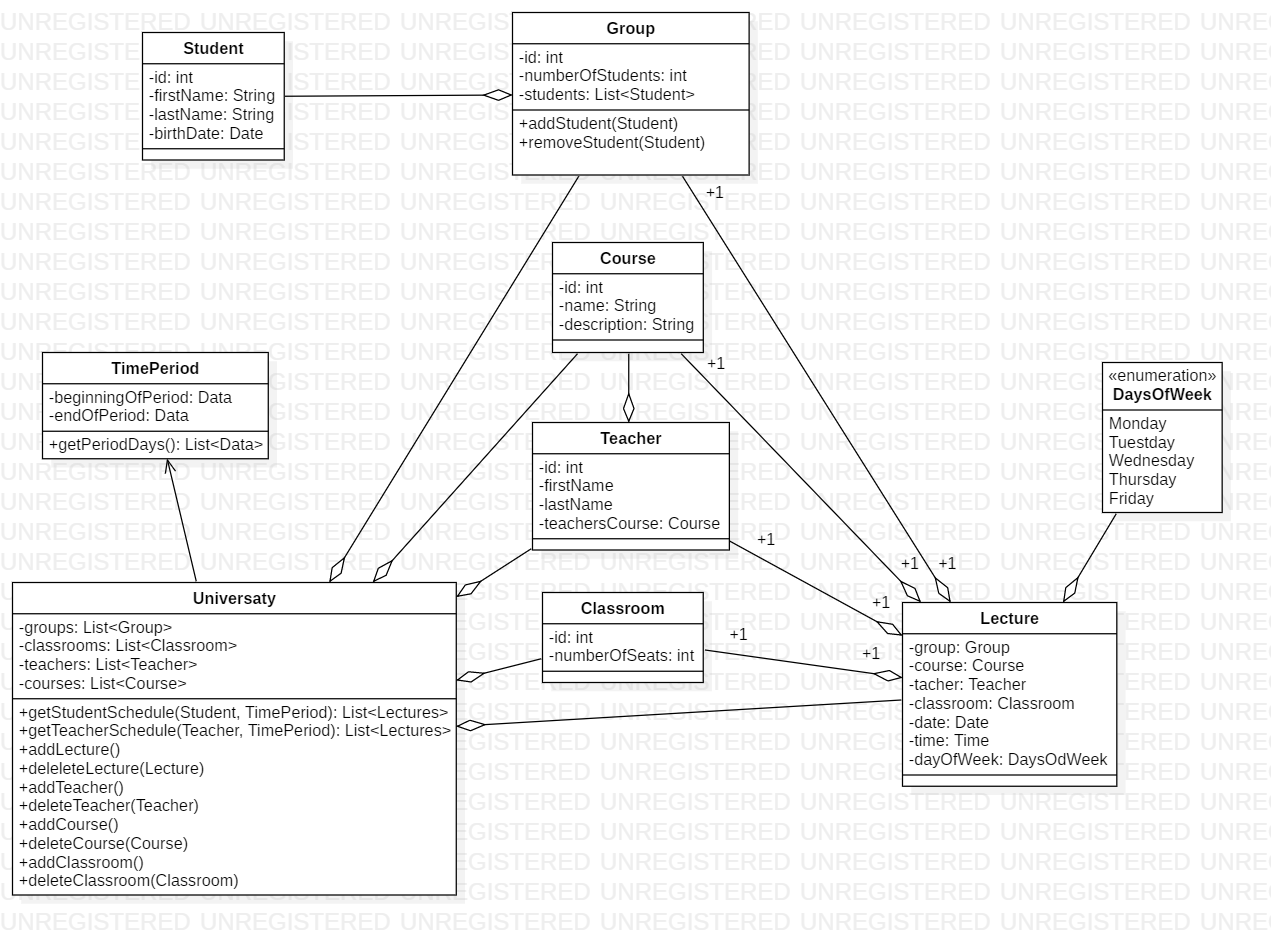 Student
-id: int
-firstName: String
-lastName: String
-birthDate: Date
Group
-id: int
-numberOfStudents: int
-students: List<Student>
+addStudent(Student)
+removeStudent(Student)
+1
Course
-id: int
-name: String
-description: String
+1
TimePeriod
-beginningOfPeriod: Data
-endOfPeriod: Data
+getPeriodDays(): List<Data>
«enumeration»
DaysOfWeek
Monday
Tuesday
Wednesday
Thursday
Friday
Teacher
-id: int
-firstName
-lastName
-teachersCourse: Course
+1
+1
+1
+1
Classroom
-id: int
-numberOfSeats: int
+1
+1
Universaty
-groups: List<Group>
-classrooms: List<Classroom>
-teachers: List<Teacher>
-courses: List<Course>
+getStudentSchedule(Student, TimePeriod): List<Lectures>
+getTeacherSchedule(Teacher, TimePeriod): List<Lectures>
+addLecture()
+deleleteLecture(Lecture)
+addTeacher()
+deleteTeacher(Teacher)
+addCourse()
+deleteCourse(Course)
+addClassroom()
+deleteClassroom(Classroom)
Lecture
-group: Group
-course: Course
-tacher: Teacher
-classroom: Classroom
-date: Date
-time: Time
-dayOfWeek: DaysOdWeek
UNREGISTERED